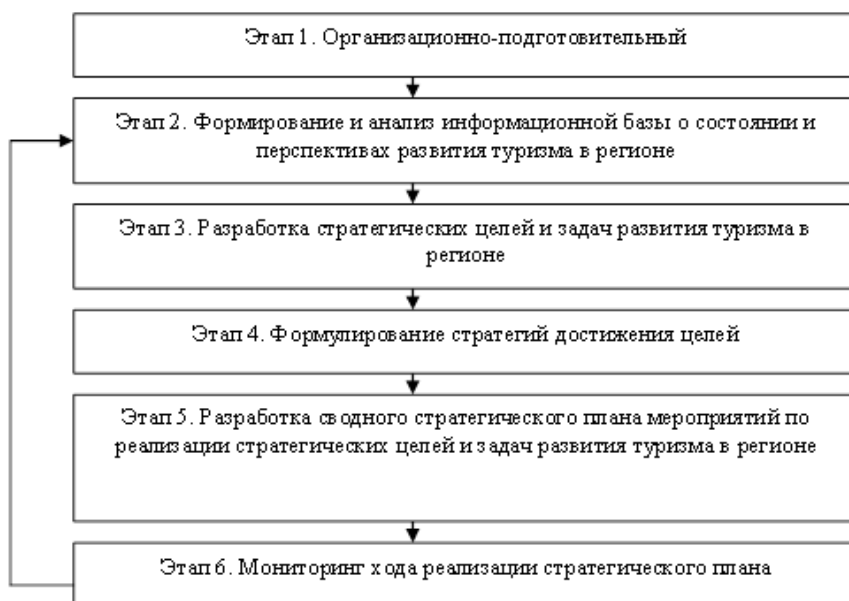 Этап 1. Организационно-подготовительный
Этап 2. Формирование и анализ информационной базы о состоянии и
перспективах развития туризма в регионе
Этап 3. Разработка стратегических целей и задач развития туризма в
регионе
Этап 4. Формулирование стратегий достижения целей
Этап 5. Разработка сводного стратегического плана мероприятий по
реализации стратегических целей и задач развития туризма в регионе
Этап 6. Мониторинг хода реализации стратегического плана